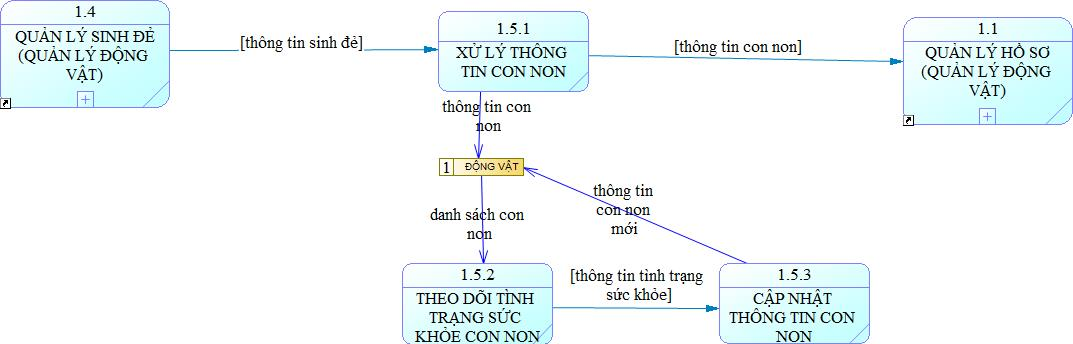 1.4
QUẢN LÝ SINH ĐẺ
(QUẢN LÝ ĐỘNG
VẬT)
[thông tin sinh đẻ]
1.5.1
XỬ LÝ THÔNG
TIN CON NON
[thông tin con non]
1.1
QUẢN LÝ HỒ SƠ
(QUẢN LÝ ĐỘNG
VẬT)
thông tin con
non
1 ĐỘNG VẬT
danh sách con
non
thông tin
con non
mới
1.5.2
THEO DÕI TÌNH
TRẠNG SỨC
KHỎE CON NON
[thông tin tình trạng
sức khỏe]
1.5.3
CẬP NHẬT
THÔNG TIN CON
NON